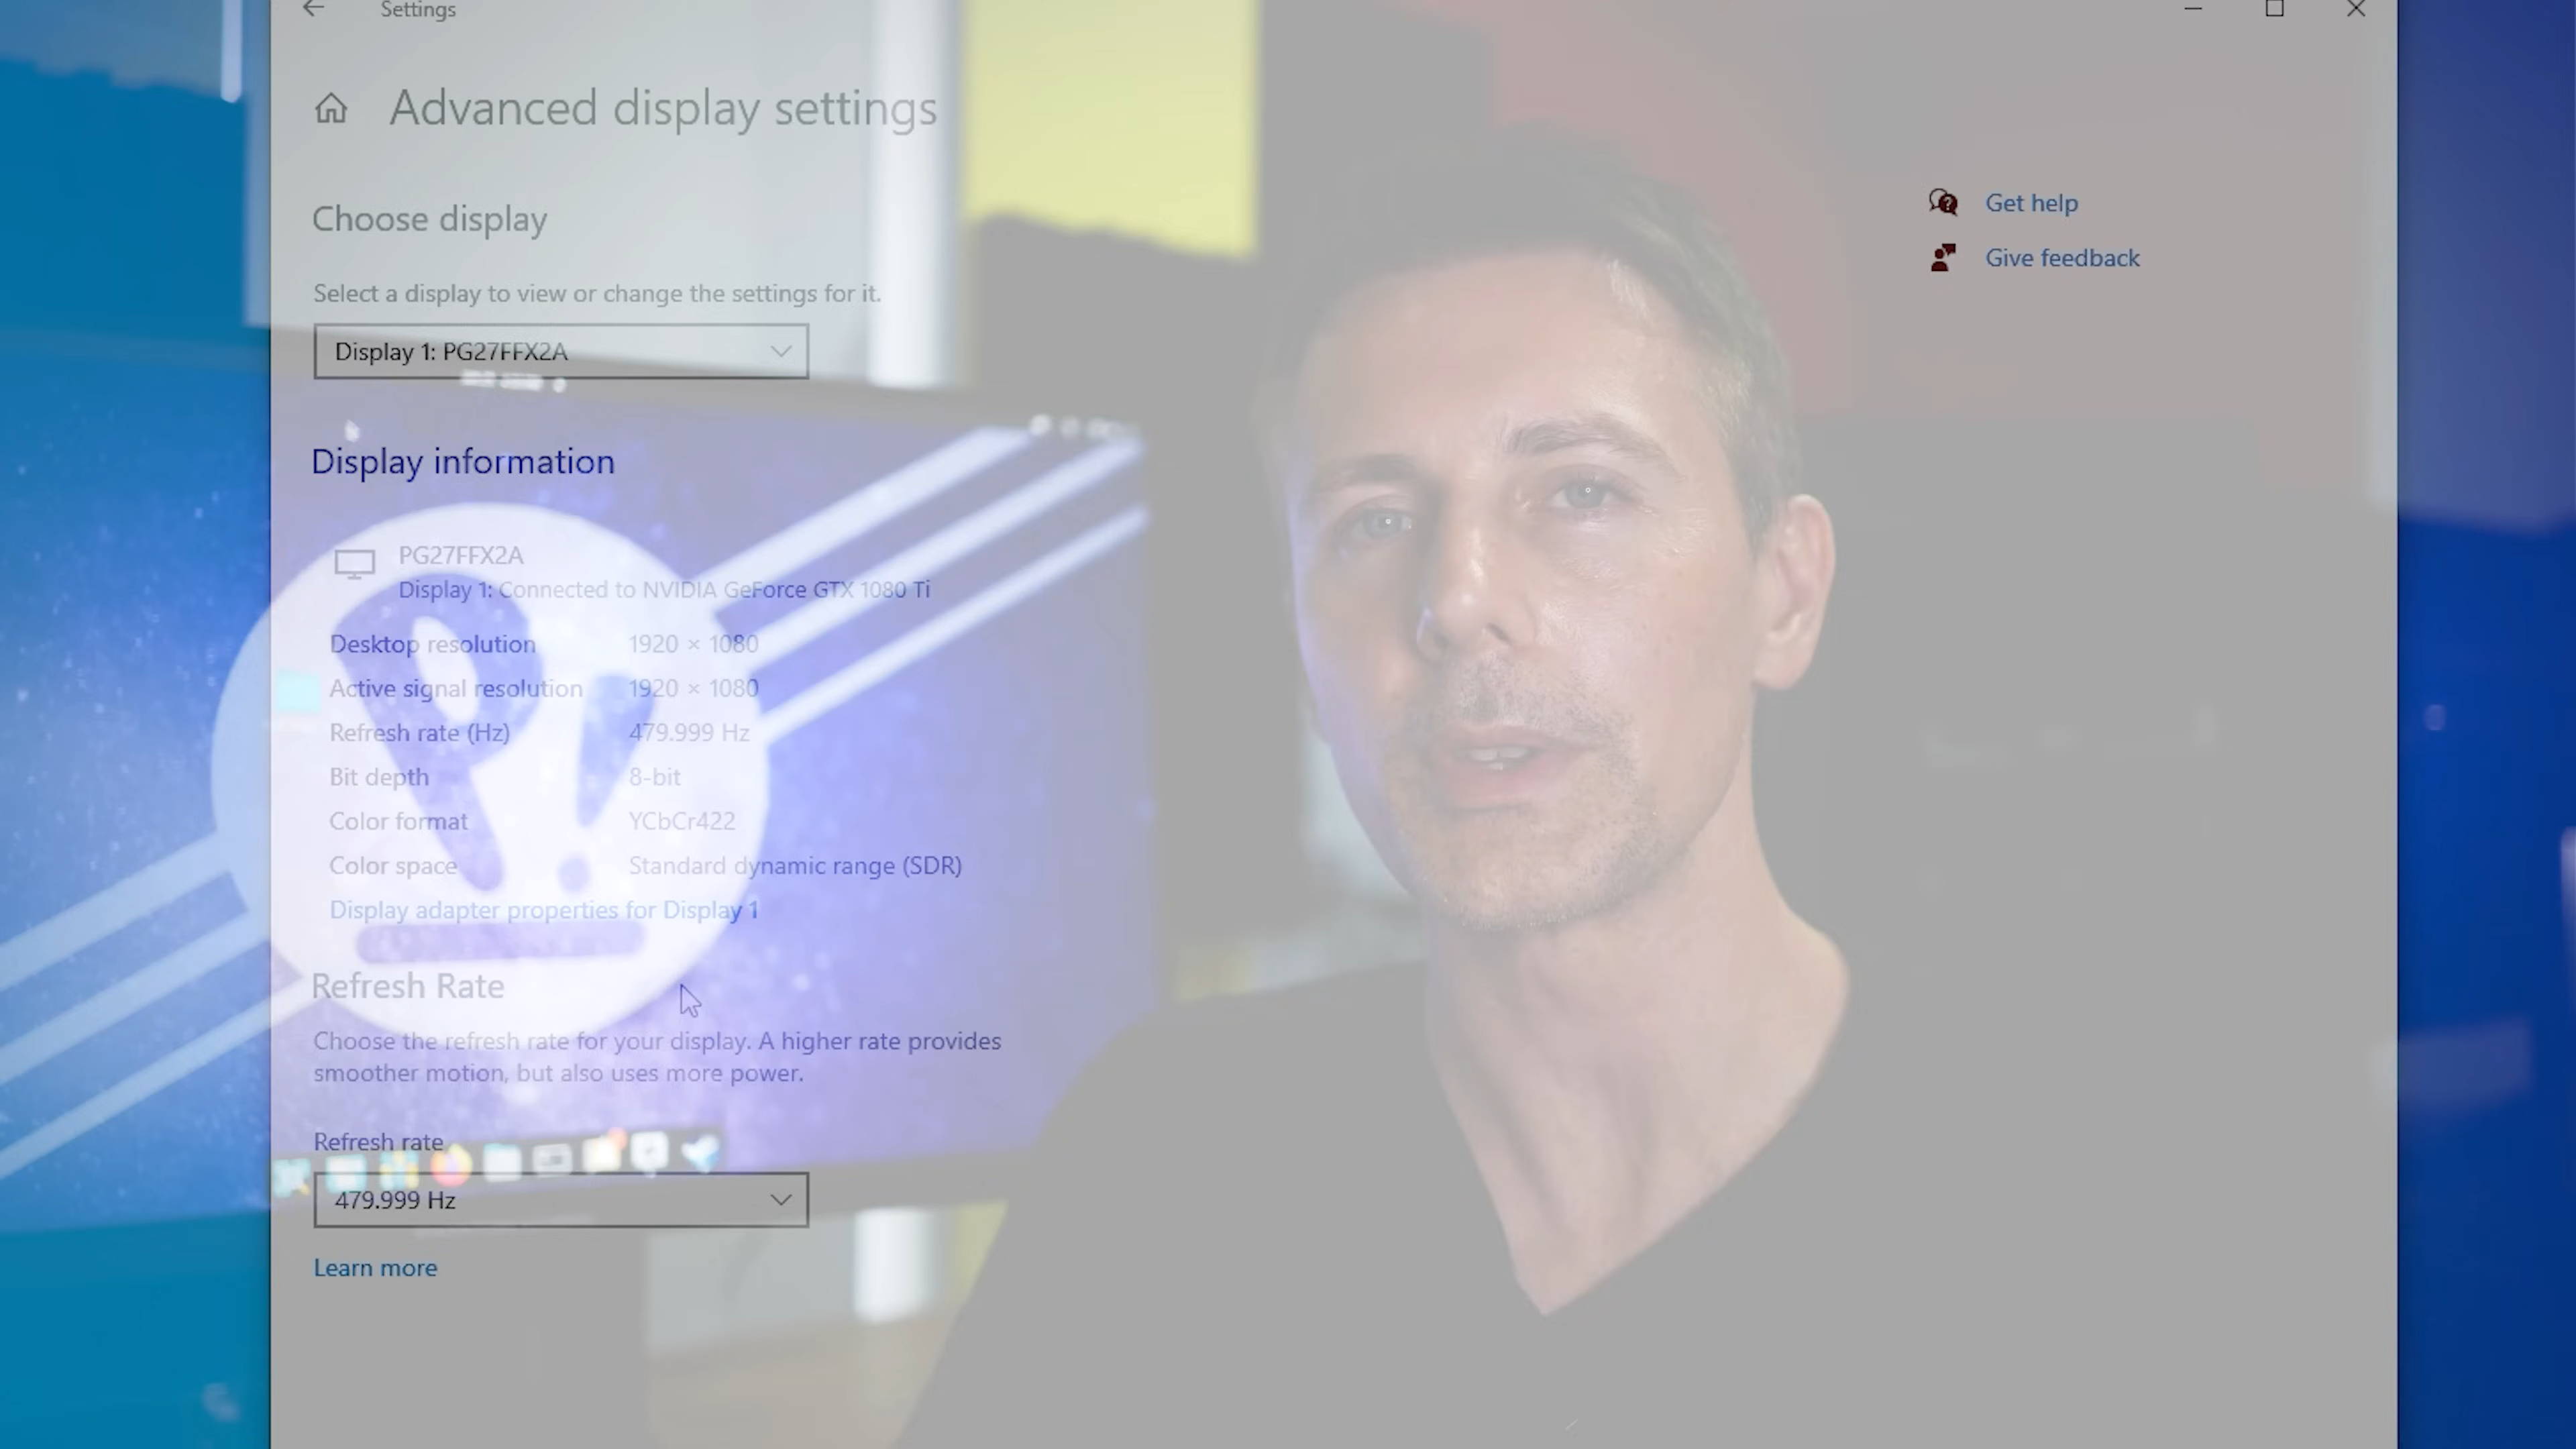 Settings
Advanced display settings
Choose display
Select a display to view or change the settings for it.
Display 1: PG27FFX2A
Get help
Give feedback
Display information
PG27FFX2A
Display 1: Connected to NVIDIA GeForce GTX 1080 Ti
Desktop resolution 1920 × 1080
Active signal resolution 1920 × 1080
Refresh rate (Hz) 479.999 Hz
Bit depth 8-bit
Color format YCbCr422
Color space Standard dynamic range (SDR)
Display adapter properties for Display 1
Refresh Rate
Choose the refresh rate for your display. A higher rate provides
smoother motion, but also uses more power.
Refresh rate
479.999 Hz
Learn more